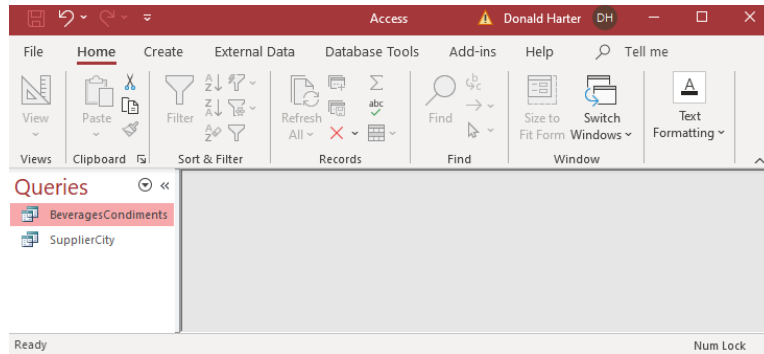 Access Donald Harter DH
File Home Create External Data Database Tools Add-ins Help Tell me
View
Paste
Filter
Refresh
All
abc
Find
b
c
Size to
Fit Form
Switch
Windows
A
Text
Formatting
Views Clipboard Sort & Filter Records Find Window
Queries
BeveragesCondiments
SupplierCity
Ready Num Lock